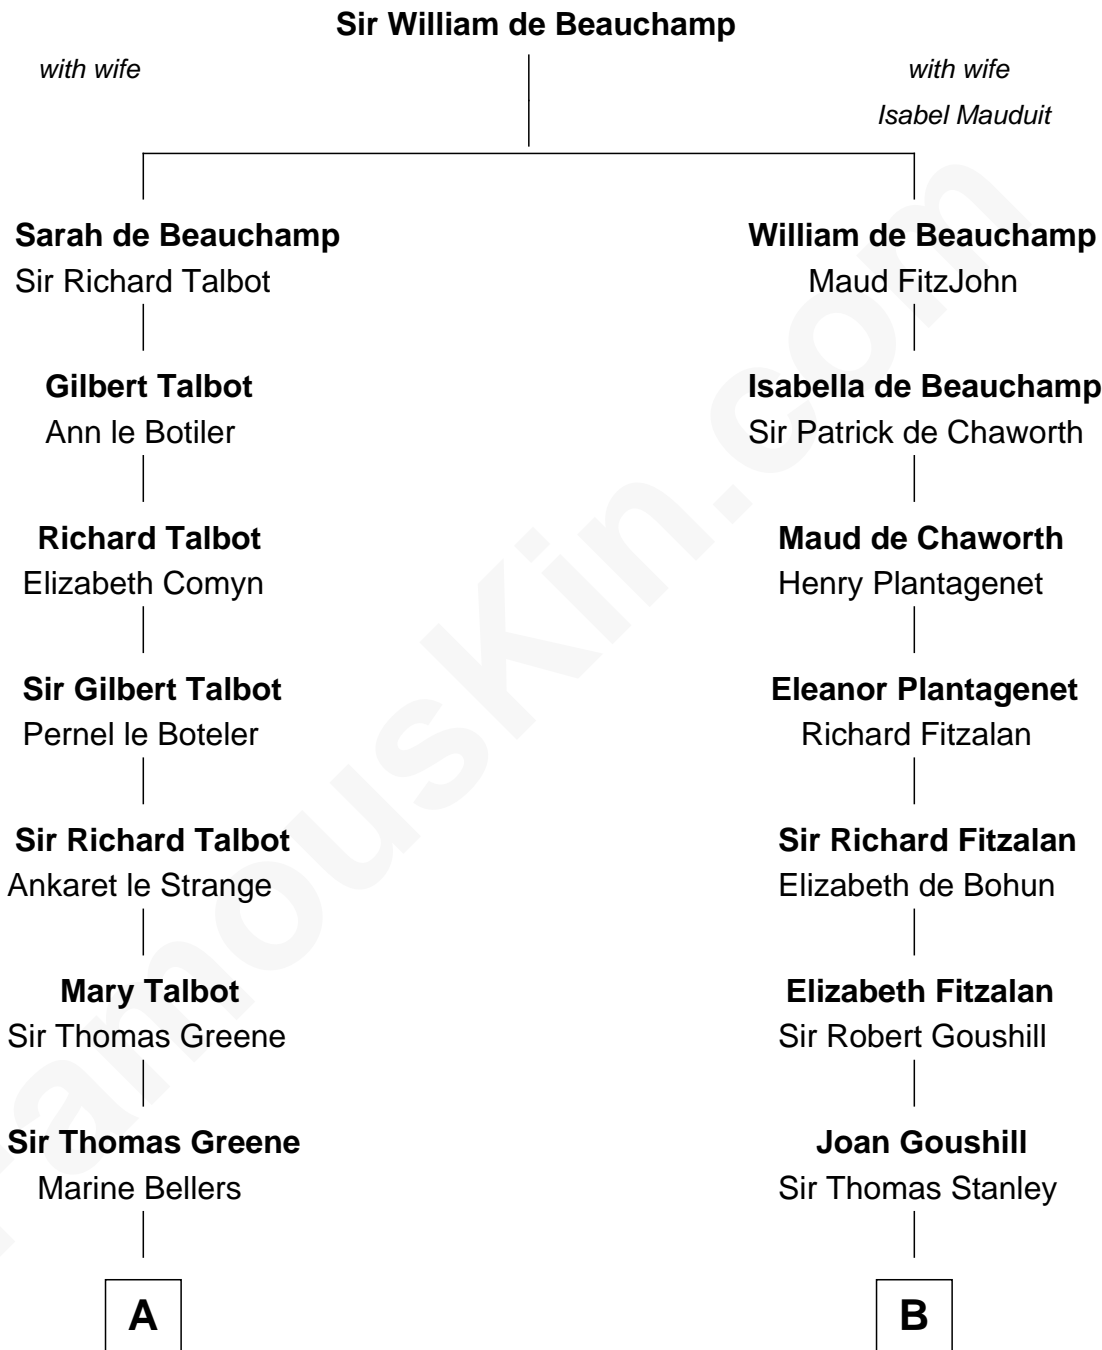 Sir William de Beauchamp
with wife
with wife
Isabel Mauduit
Sarah de Beauchamp
Sir Richard Talbot
William de Beauchamp
Maud FitzJohn
Gilbert Talbot
Ann le Botiler
Isabella de Beauchamp
Sir Patrick de Chaworth
Richard Talbot
Elizabeth Comyn
Maud de Chaworth
Henry Plantagenet
Sir Gilbert Talbot
Pernel le Boteler
Eleanor Plantagenet
Richard Fitzalan
Sir Richard Talbot
Ankaret le Strange
Sir Richard Fitzalan
Elizabeth de Bohun
Mary Talbot
Sir Thomas Greene
Elizabeth Fitzalan
Sir Robert Goushill
Sir Thomas Greene
Marine Bellers
Joan Goushill
Sir Thomas Stanley
A
B
FamousKin.com